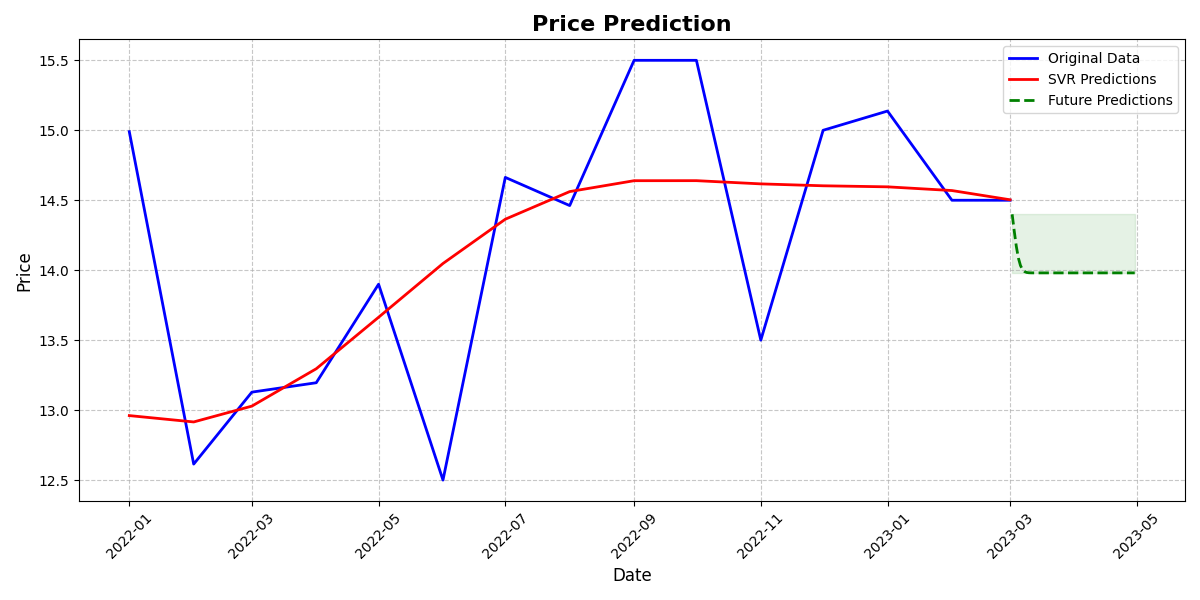 Price Prediction
Original Data
SVR Predictions
Future Predictions
Price
15.5
15.0
14.5
14.0
13.5
13.0
12.5
2022-01
2022-03
2022-05
2022-07
2022-09
2022-11
2023-01
2023-03
2023-05
Date